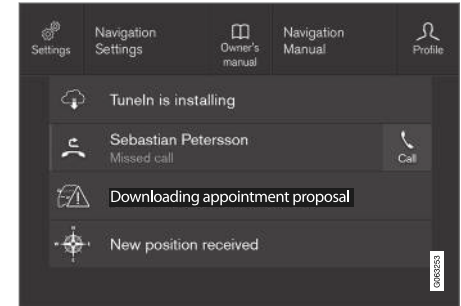 Settings
Navigation
Settings
Owner's
manual
Navigation
Manual
Profile
TuneIn is installing
Sebastian Petersson
Missed call
Call
Downloading appointment proposal
New position received
G063253